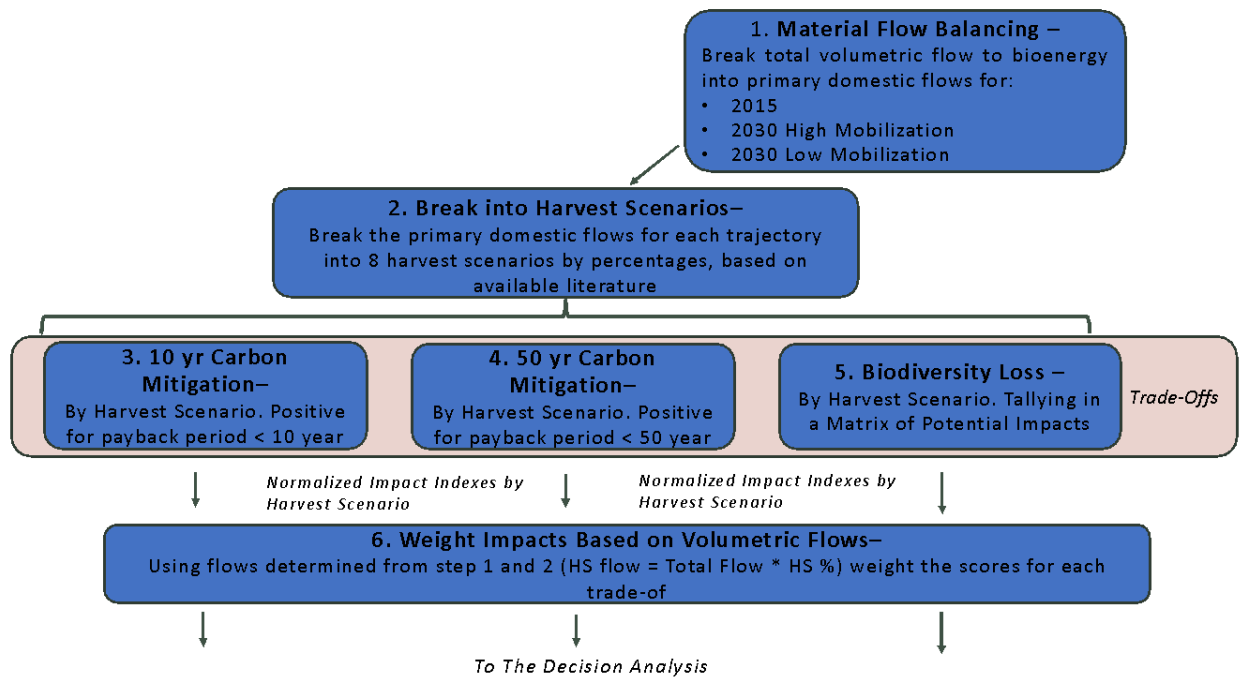 1. Material Flow Balancing –
Break total volumetric flow to bioenergy
into primary domestic flows for:
• 2015
• 2030 High Mobilization
• 2030 Low Mobilization
2. Break into Harvest Scenarios–
Break the primary domestic flows for each trajectory
into 8 harvest scenarios by percentages, based on
available literature
3. 10 yr Carbon
Mitigation–
By Harvest Scenario. Positive
for payback period < 10 year
4. 50 yr Carbon
Mitigation–
By Harvest Scenario. Positive
for payback period < 50 year
5. Biodiversity Loss –
By Harvest Scenario. Tallying in
a Matrix of Potential Impacts
Trade-Offs
Normalized Impact Indexes by
Harvest Scenario
Normalized Impact Indexes by
Harvest Scenario
6. Weight Impacts Based on Volumetric Flows–
Using flows determined from step 1 and 2 (HS flow = Total Flow * HS %) weight the scores for each
trade-of
To The Decision Analysis